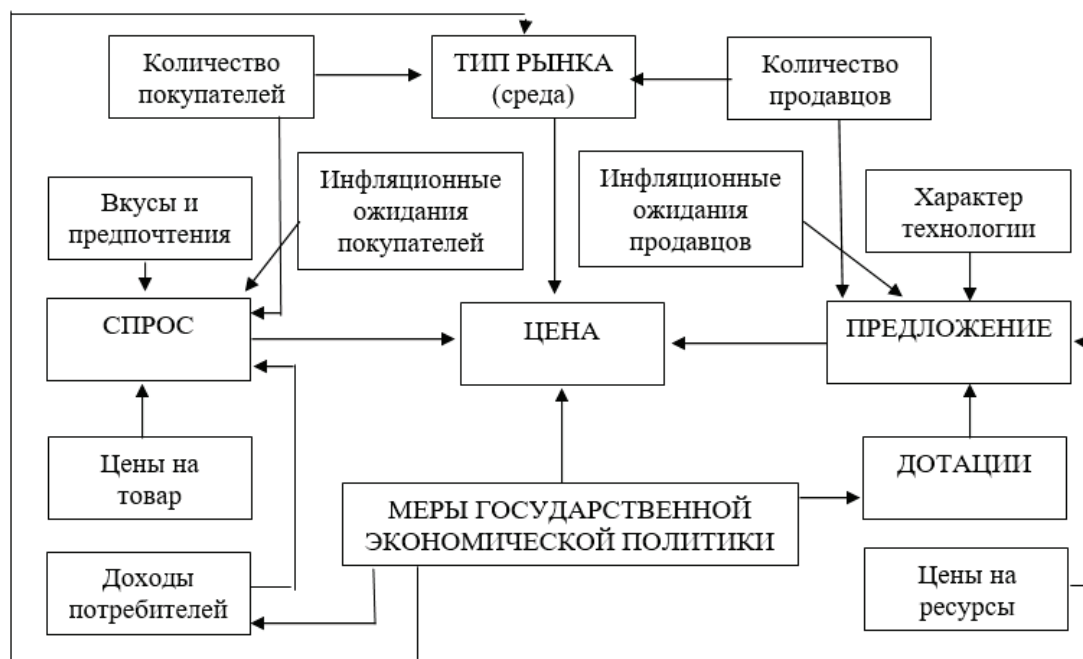 Количество
покупателей
ТИП РЫНКА
(среда)
Количество
продавцов
Вкусы и
предпочтения
Инфляционные
ожидания
покупателей
Инфляционные
ожидания
продавцов
Характер
технологии
СПРОС
ЦЕНА
ПРЕДЛОЖЕНИЕ
Цены на
товар
МЕРЫ ГОСУДАРСТВЕННОЙ
ЭКОНОМИЧЕСКОЙ ПОЛИТИКИ
ДОТАЦИИ
Доходы
потребителей
Цены на
ресурсы